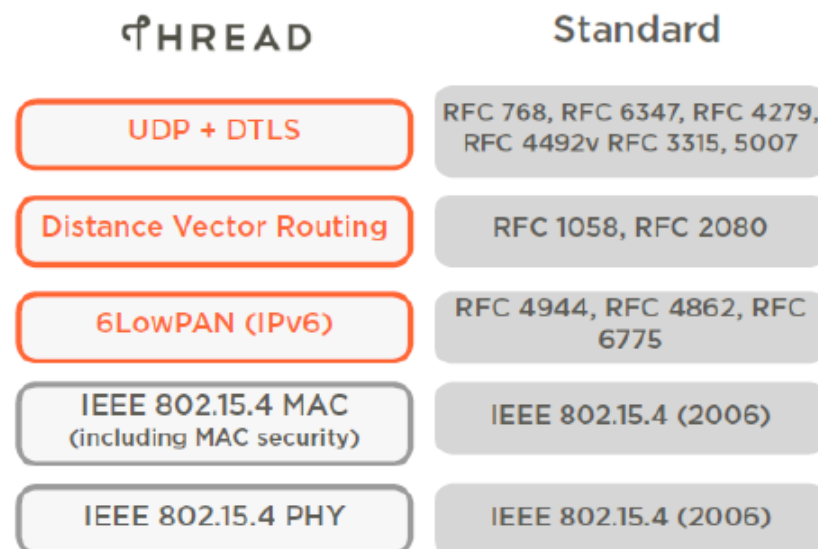 THREAD
Standard
UDP + DTLS
RFC 768, RFC 6347, RFC 4279,
RFC 4492v RFC 3315, 5007
Distance Vector Routing
RFC 1058, RFC 2080
6LowPAN (IPv6)
RFC 4944, RFC 4862, RFC
6775
IEEE 802.15.4 MAC
(including MAC security)
IEEE 802.15.4 (2006)
IEEE 802.15.4 PHY
IEEE 802.15.4 (2006)